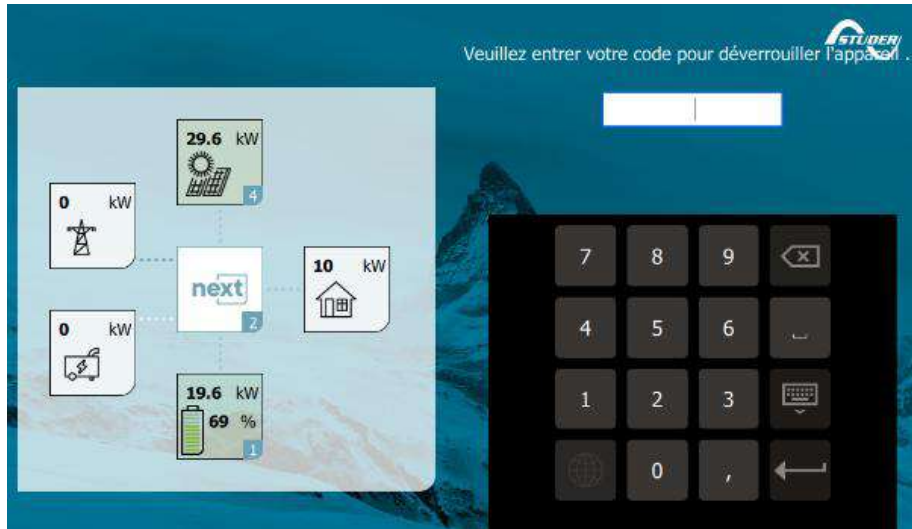 STUDER
Veuillez entrer votre code pour déverrouiller l'appareil .
29.6 kW
4
0 kW
next
2
10 kW
0 kW
19.6 kW
69 %
1
7 8 9
4 5 6
1 2 3
0 ,